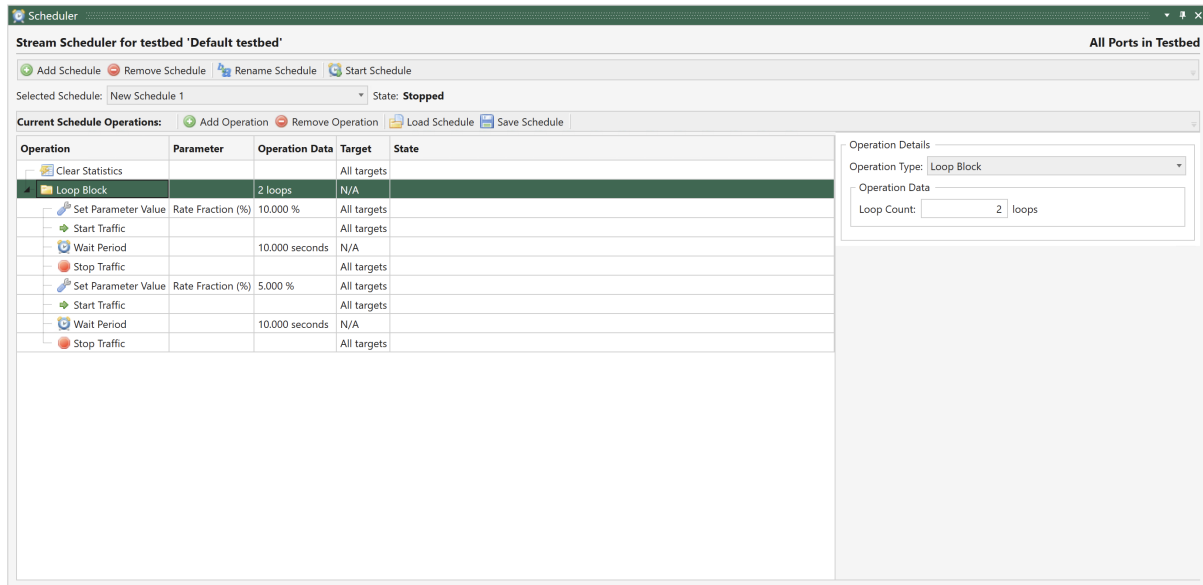 Scheduler
Stream Scheduler for testbed 'Default testbed' All Ports in Testbed
Add Schedule Remove Schedule Rename Schedule Start Schedule
Selected Schedule: New Schedule 1 State: Stopped
Current Schedule Operations: Add Operation Remove Operation Load Schedule Save Schedule
Operation Parameter Operation Data Target State
Clear Statistics All targets
Loop Block 2 loops N/A
Set Parameter Value Rate Fraction (%) 10.000 % All targets
Start Traffic All targets
Wait Period 10.000 seconds N/A
Stop Traffic All targets
Set Parameter Value Rate Fraction (%) 5.000 % All targets
Start Traffic All targets
Wait Period 10.000 seconds N/A
Stop Traffic All targets
Operation Details
Operation Type: Loop Block
Operation Data
Loop Count: 2 loops